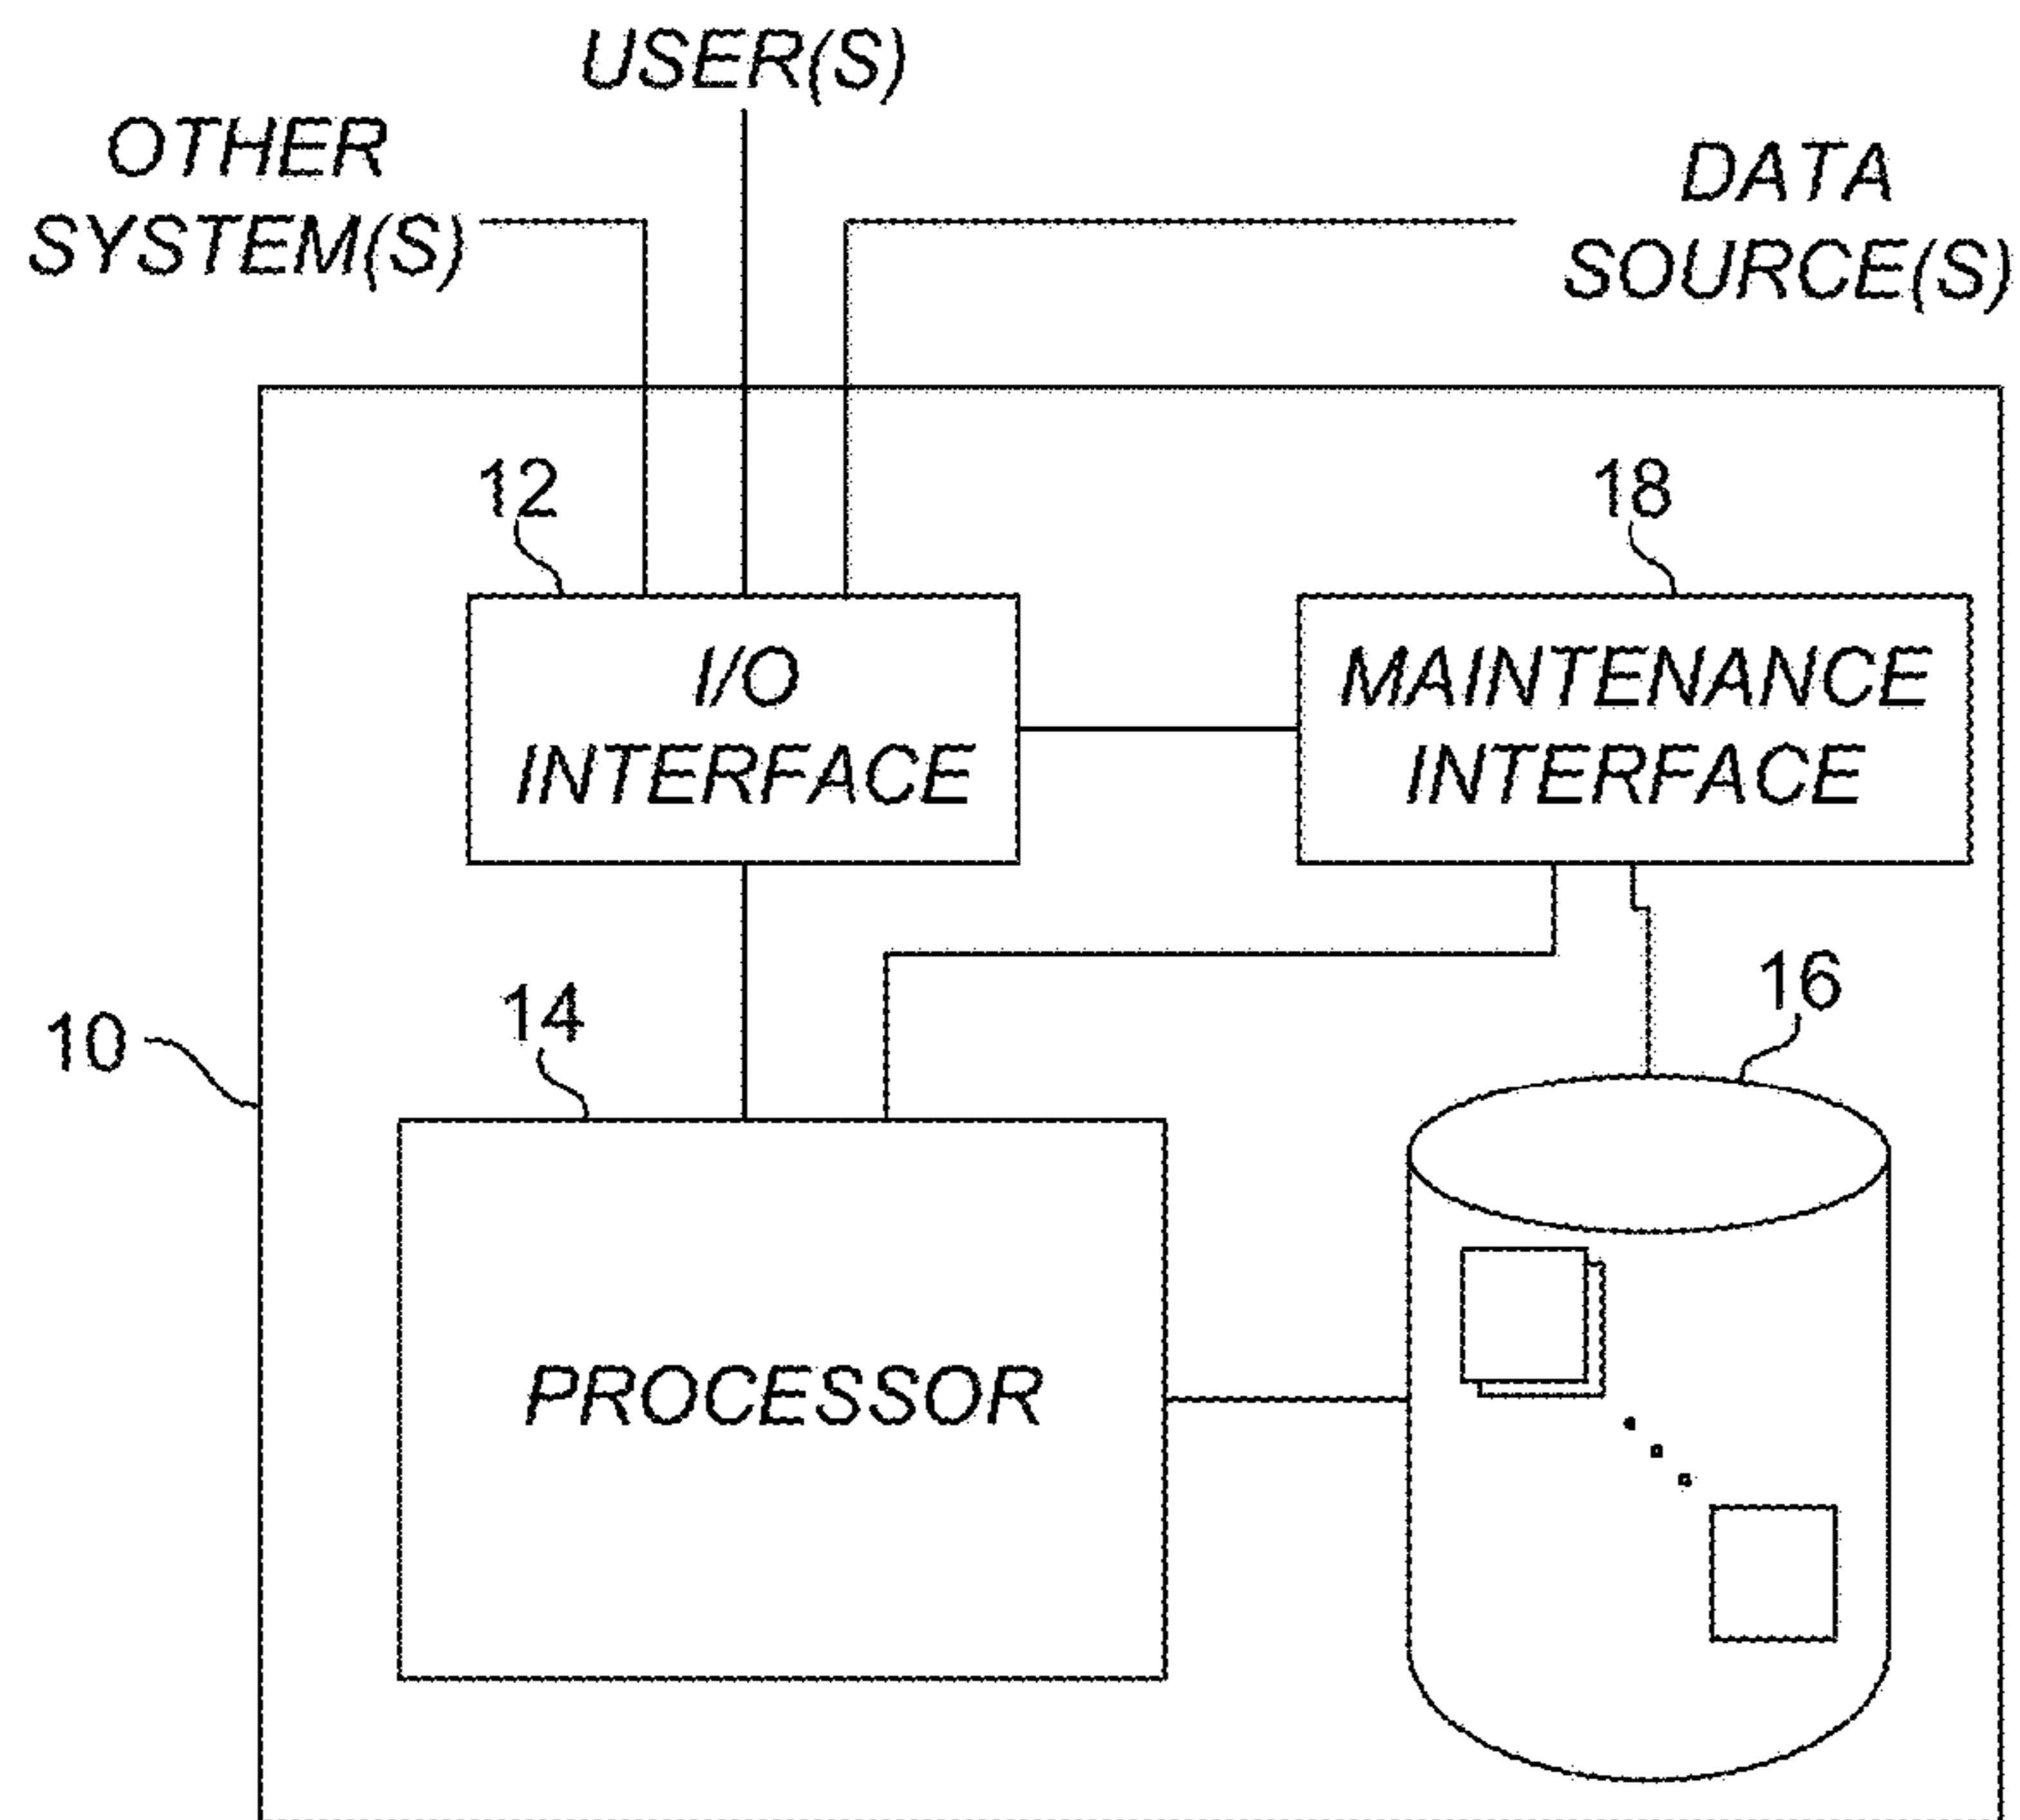 USER(S)
OTHER
SYSTEM(S)
DATA
SOURCE(S)
12
18
I/O
INTERFACE
MAINTENANCE
INTERFACE
10
14
16
PROCESSOR